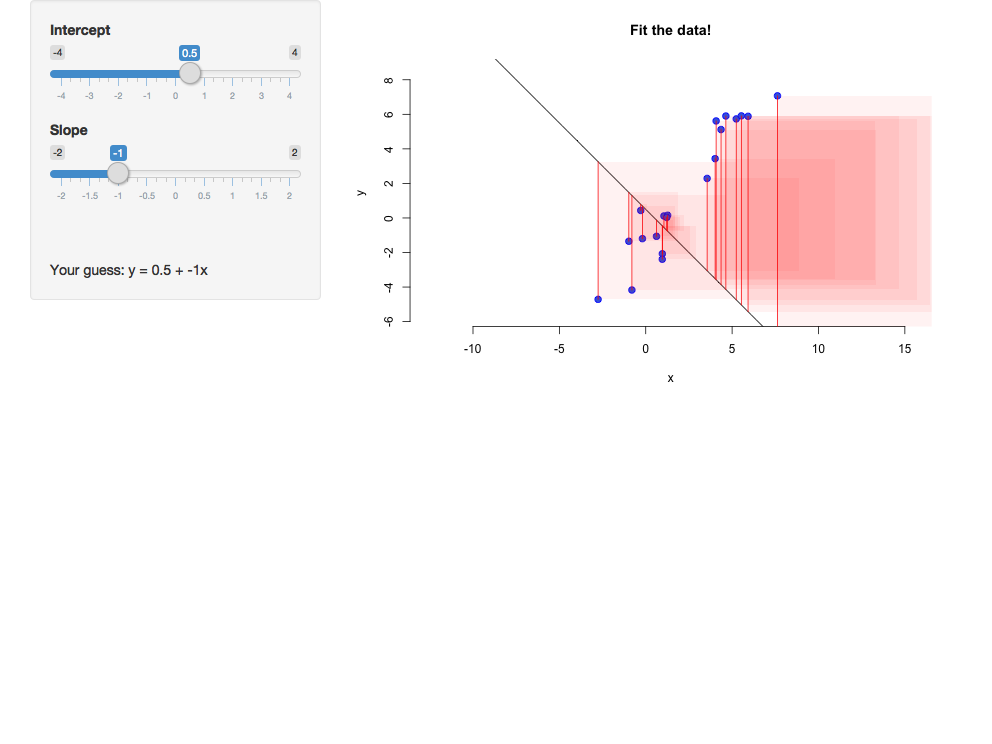 Intercept
-4 0.5 4
-4 -3 -2 -1 0 1 2 3 4
Slope
-2 -1 2
-2 -1.5 -1 -0.5 0 0.5 1 1.5 2
Your guess: y = 0.5 + -1x
Fit the data!
y
8
6
4
2
0
-2
-4
-6
-10 -5 0 5 10 15
x